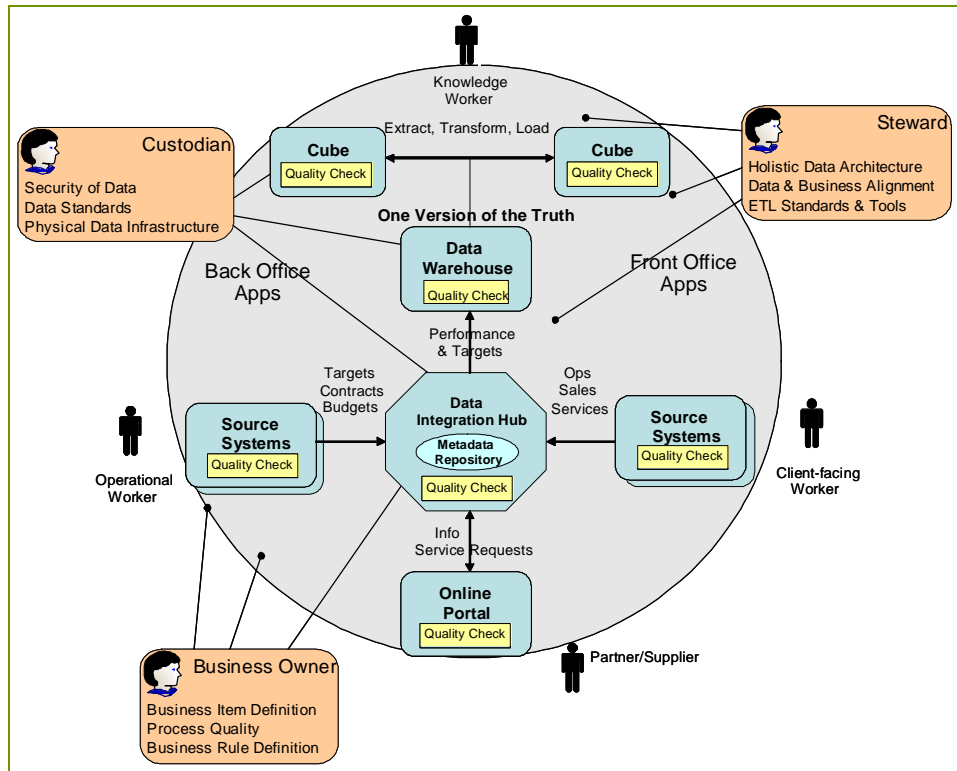 Knowledge
Worker
Extract, Transform, Load
Custodian
Security of Data
Data Standards
Physical Data Infrastructure
Cube
Quality Check
Cube
Quality Check
Steward
Holistic Data Architecture
Data & Business Alignment
ETL Standards & Tools
One Version of the Truth
Data
Warehouse
Quality Check
Back Office
Apps
Front Office
Apps
Performance
& Targets
Targets
Contracts
Budgets
Ops
Sales
Services
Source
Systems
Quality Check
Data
Integration Hub
Metadata
Repository
Quality Check
Source
Systems
Quality Check
Operational
Worker
Client-facing
Worker
Info
Service Requests
Online
Portal
Quality Check
Partner/Supplier
Business Owner
Business Item Definition
Process Quality
Business Rule Definition